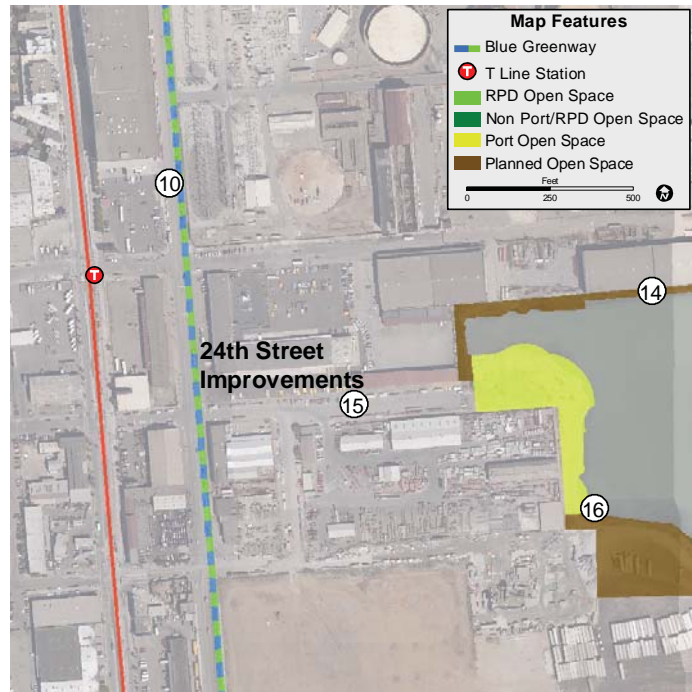 Map Features
Blue Greenway
T T Line Station
RPD Open Space
Non Port/RPD Open Space
Port Open Space
Planned Open Space
Feet
0 250 500
N
10
T
14
24th Street
Improvements
15
16